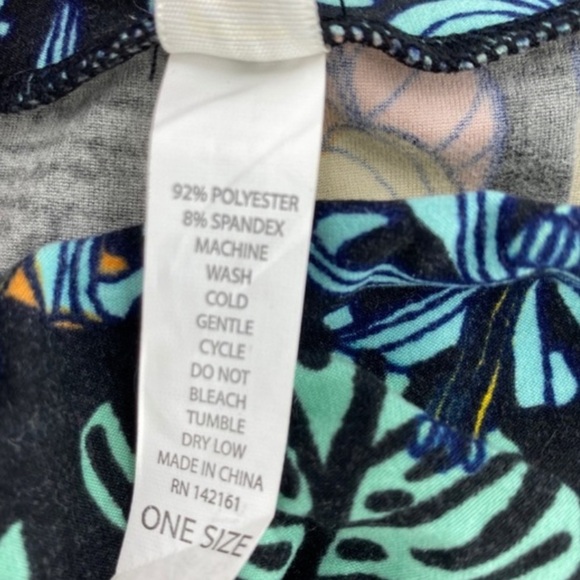 92% POLYESTER
8% SPANDEX
MACHINE
WASH
COLD
GENTLE
CYCLE
DO NOT
BLEACH
TUMBLE
DRY LOW
MADE IN CHINA
RN 142161
ONE SIZE